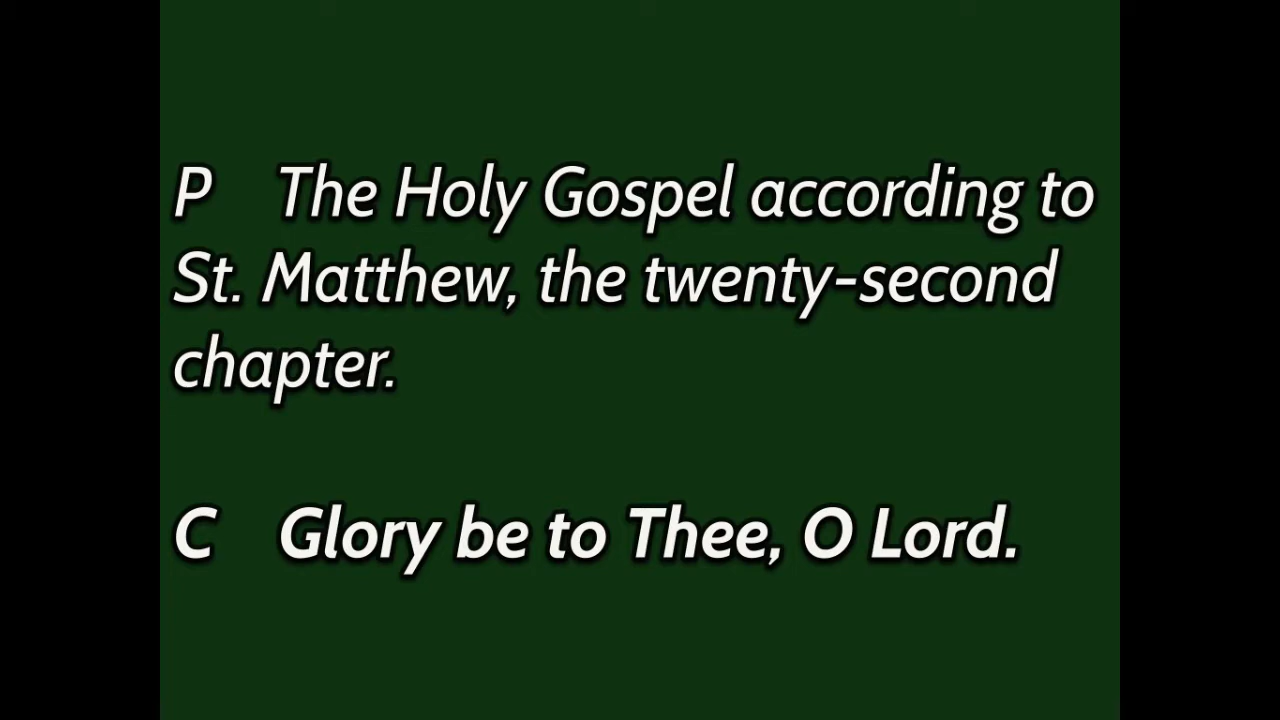 P The Holy Gospel according to
St. Matthew, the twenty-second
chapter.
C Glory be to Thee, O Lord.